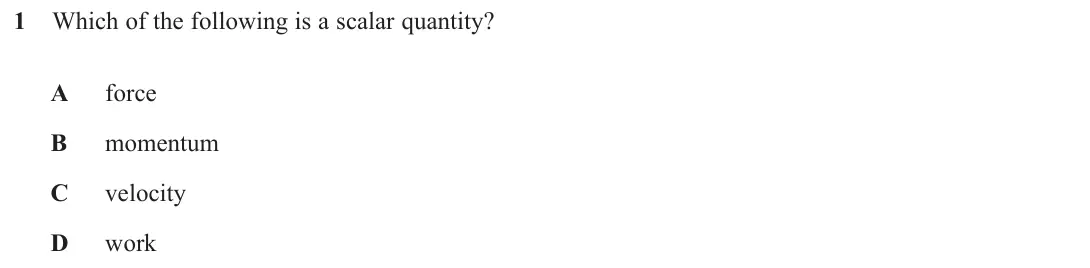 1 Which of the following is a scalar quantity?
A force
B momentum
C velocity
D work